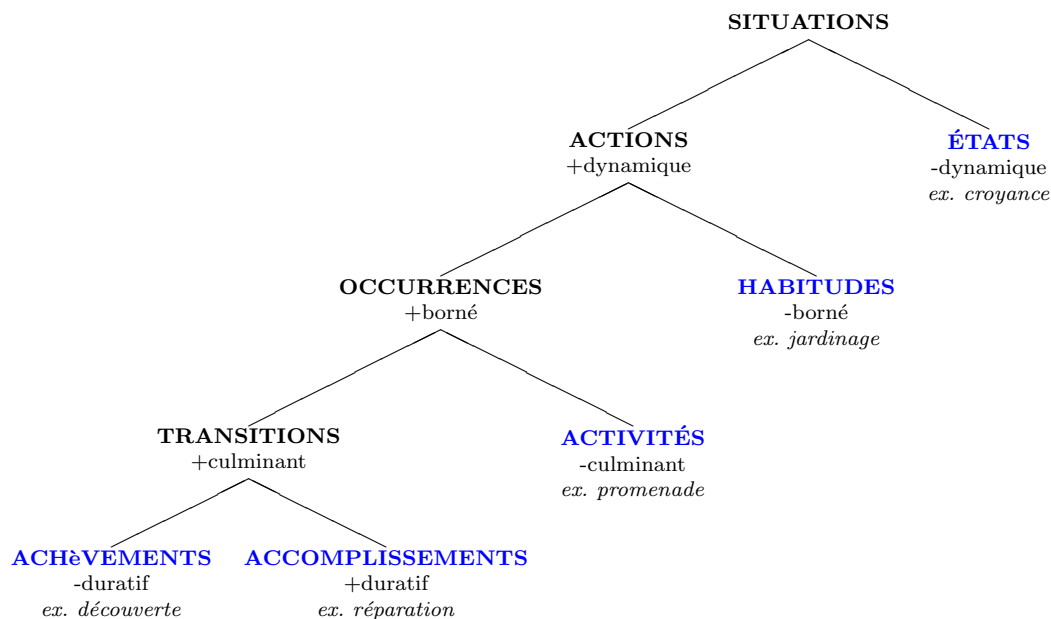 SITUATIONS
ACTIONS
+dynamique
ÉTATS
-dynamique
ex. croyance
OCCURRENCES
+borné
HABITUDES
-borné
ex. jardinage
TRANSITIONS
+culminant
ACTIVITÉS
-culminant
ex. promenade
ACHèVEMENTS
-duratif
ex. découverte
ACCOMPLISSEMENTS
+duratif
ex. réparation